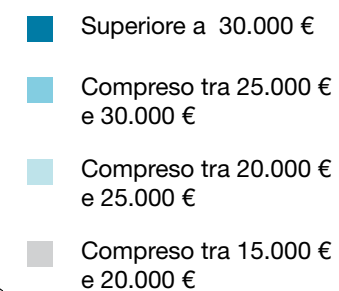 Superiore a 30.000 €
Compreso tra 25.000 €
e 30.000 €
Compreso tra 20.000 €
e 25.000 €
Compreso tra 15.000 €
e 20.000 €